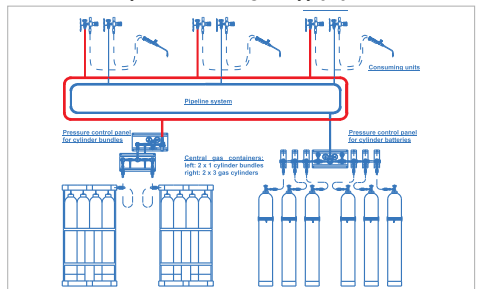 Consuming units
Pipeline system
Pressure control panel
for cylinder bundles
Central gas containers:
left: 2 x 1 cylinder bundles
right: 2 x 3 gas cylinders
Pressure control panel
for cylinder batteries